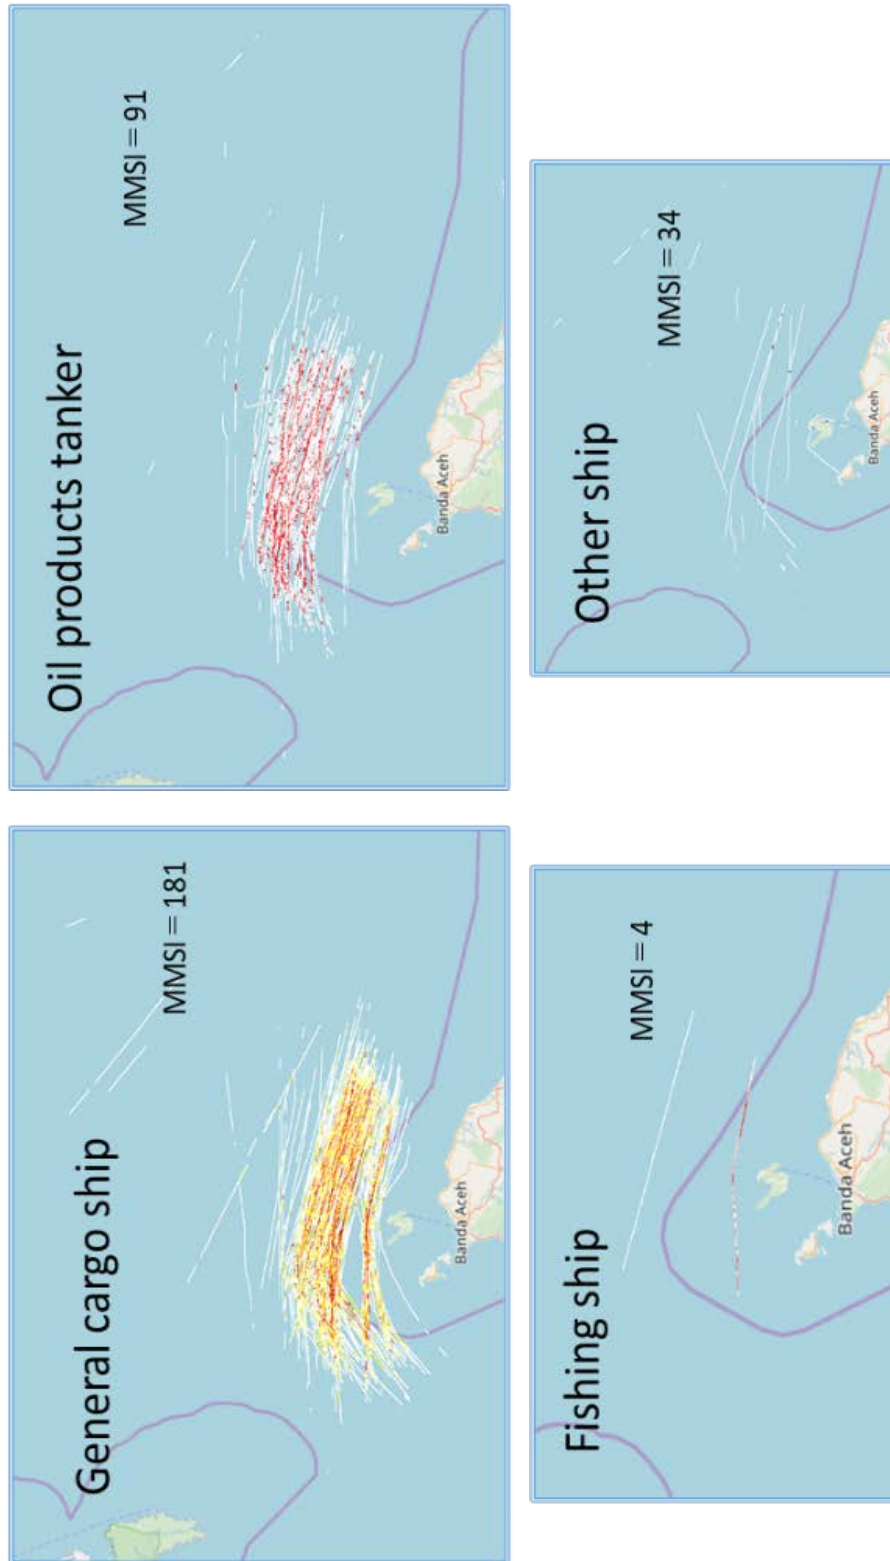 General cargo ship
MMSI = 181
Banda Aceh
Oil products tanker
MMSI = 91
Banda Aceh
Fishing ship
MMSI = 4
Banda Aceh
Other ship
MMSI = 34
Banda Aceh